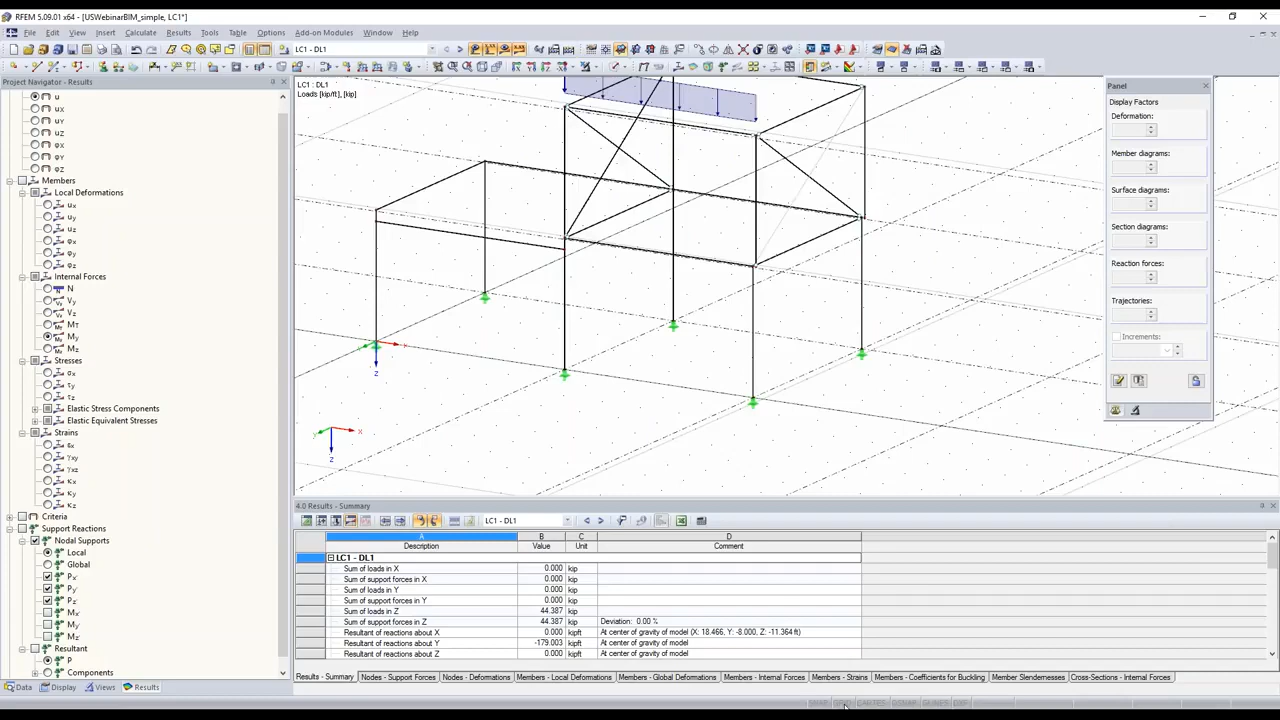 RFEM 5.09.01 x64 - [USWebinarBIM_simple, LC1*]
File Edit View Insert Calculate Results Tools Table Options Add-on Modules Window Help
LC1 - DL1
Project Navigator - Results
u
ux
uy
uz
φx
φy
φz
Members
Local Deformations
ux
uy
uz
φx
φy
φz
Internal Forces
N
Vy
Vz
MT
My
Mz
Stresses
σx
τy
τz
Elastic Stress Components
Elastic Equivalent Stresses
Strains
εx
γxy
γxz
κx
κy
κz
Criteria
Support Reactions
Nodal Supports
Local
Global
Px
Py
Pz
Mx
My
Mz
Resultant
P
Components
Data Display Views Results
LC1 : DL1
Loads [kip/ft], [kip]
Z
X
Z
Panel
Display Factors
Deformation:
Member diagrams:
Surface diagrams:
Section diagrams:
Reaction forces:
Trajectories:
Increments:
4.0 Results - Summary
LC1 - DL1
A B C D
Description Value Unit Comment
LC1 - DL1
Sum of loads in X 0.000 kip
Sum of support forces in X 0.000 kip
Sum of loads in Y 0.000 kip
Sum of support forces in Y 0.000 kip
Sum of loads in Z 44.387 kip
Sum of support forces in Z 44.387 kip Deviation: 0.00 %
Resultant of reactions about X 0.000 kipft At center of gravity of model (X: 18.466, Y: -8.000, Z: -11.364 ft)
Resultant of reactions about Y -179.003 kipft At center of gravity of model
Resultant of reactions about Z 0.000 kipft At center of gravity of model
Results - Summary Nodes - Support Forces Nodes - Deformations Members - Local Deformations Members - Global Deformations Members - Internal Forces Members - Strains Members - Coefficients for Buckling Member Slendernesses Cross-Sections - Internal Forces
SNAP GRID CARTES OSNAP GLINES DXF